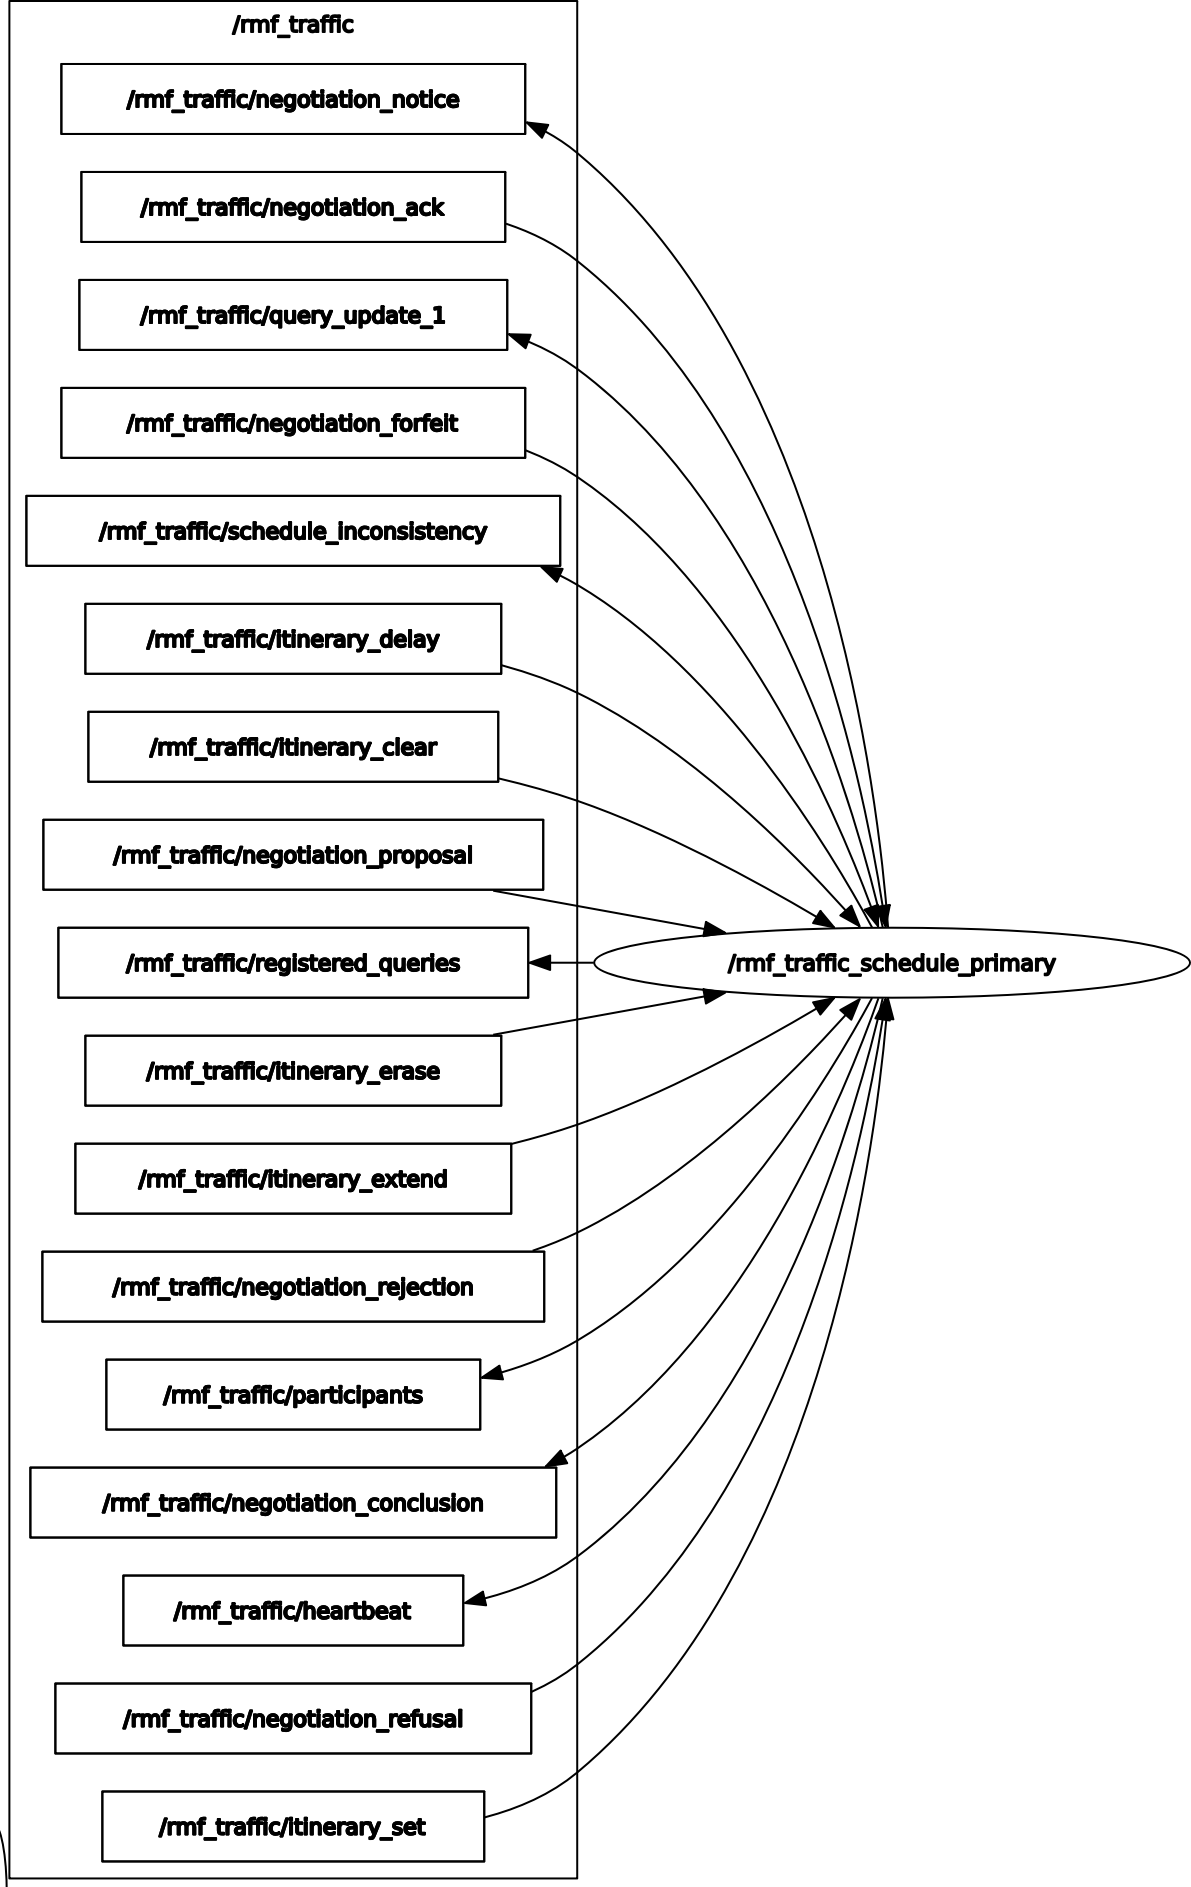 /rmf_traffic
/rmf_traffic/negotiation_notice
/rmf_traffic/negotiation_ack
/rmf_traffic/query_update_1
/rmf_traffic/negotiation_forfeit
/rmf_traffic/schedule_inconsistency
/rmf_traffic/itinerary_delay
/rmf_traffic/itinerary_clear
/rmf_traffic/negotiation_proposal
/rmf_traffic/registered_queries
/rmf_traffic_schedule_primary
/rmf_traffic/itinerary_erase
/rmf_traffic/itinerary_extend
/rmf_traffic/negotiation_rejection
/rmf_traffic/participants
/rmf_traffic/negotiation_conclusion
/rmf_traffic/heartbeat
/rmf_traffic/negotiation_refusal
/rmf_traffic/itinerary_set